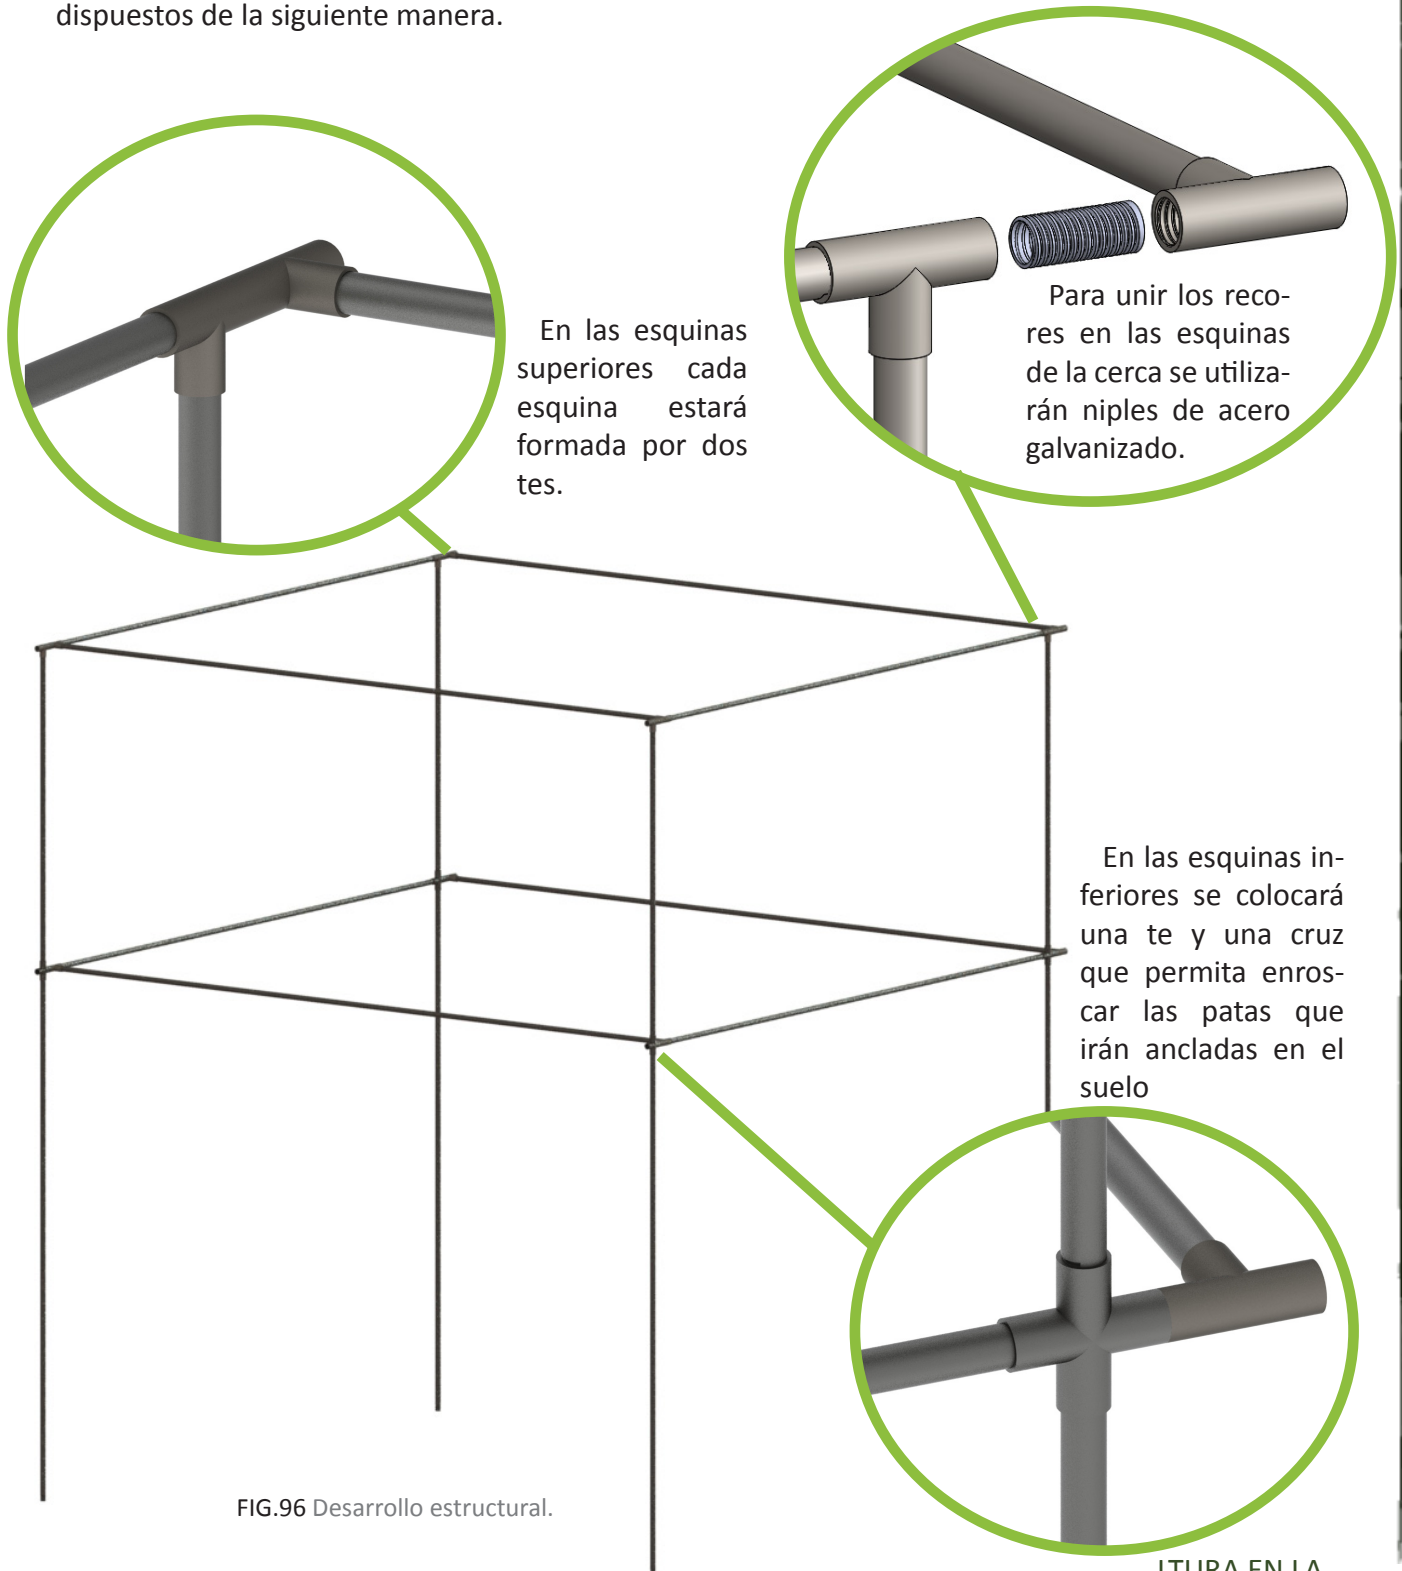 dispuestos de la siguiente manera.
En las esquinas
superiores cada
esquina estará
formada por dos
tes.
Para unir los reco-
res en las esquinas
de la cerca se utiliza-
rán niples de acero
galvanizado.
En las esquinas in-
feriores se colocará
una te y una cruz
que permita enros-
car las patas que
irán ancladas en el
suelo
FIG.96 Desarrollo estructural.
LTURA EN LA